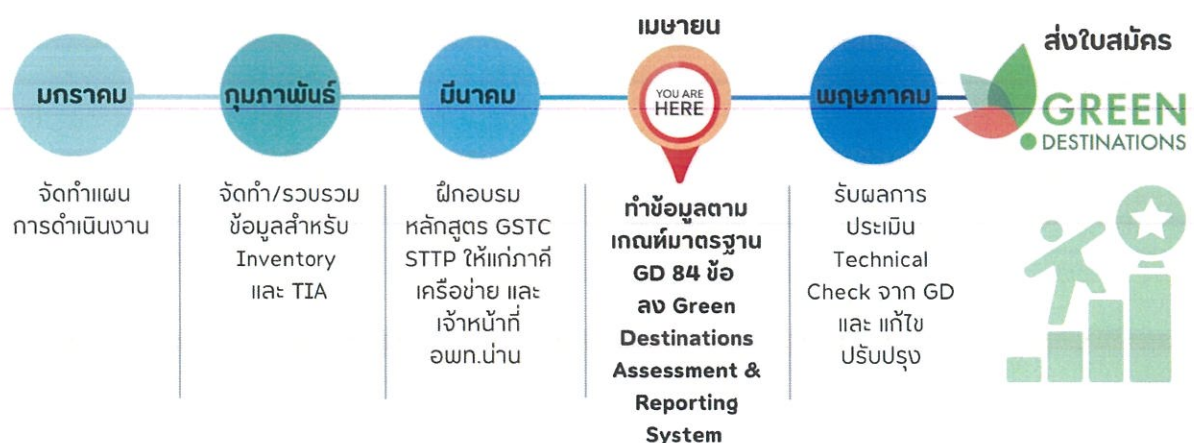 เมษายน
ส่งใบสมัคร
มกราคม
กุมภาพันธ์
มีนาคม
YOU ARE
HERE
พฤษภาคม
GREEN
DESTINATIONS
จัดทำแผน
การดำเนินงาน
จัดทำ/รวบรวม
ข้อมูลสำหรับ
Inventory
และ TIA
ฝึกอบรม
หลักสูตร GSTC
STTP ให้แก่ภาคี
เครือข่าย และ
เจ้าหน้าที่
อพท.น่าน
ทำข้อมูลตาม
เกณฑ์มาตรฐาน
GD 84 ข้อ
ลง Green
Destinations
Assessment &
Reporting
System
รับผลการ
ประเมิน
Technical
Check จาก GD
และ แก้ไข
ปรับปรุง